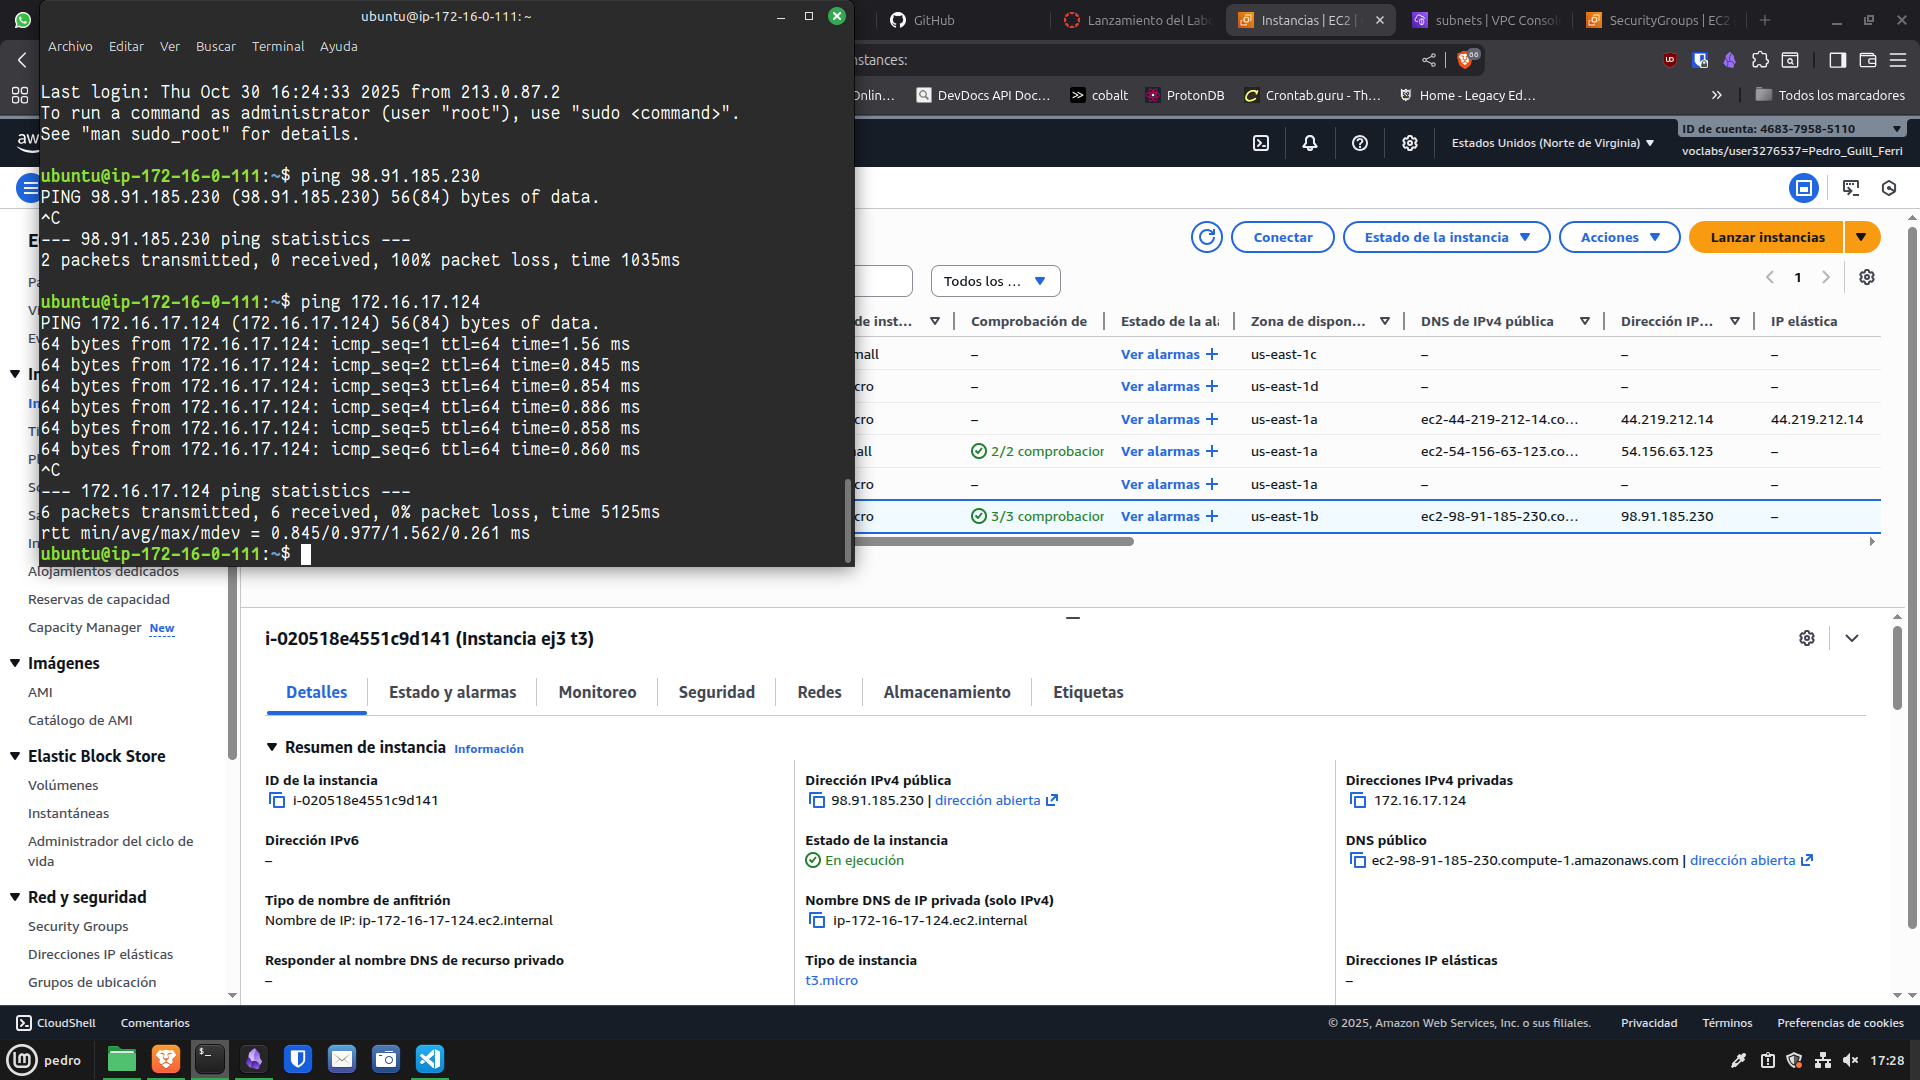 ubuntu@ip-172-16-0-111: ~
Archivo Editar Ver Buscar Terminal Ayuda
Last login: Thu Oct 30 16:24:33 2025 from 213.0.87.2
To run a command as administrator (user "root"), use "sudo <command>".
See "man sudo_root" for details.
ubuntu@ip-172-16-0-111:~$ ping 98.91.185.230
PING 98.91.185.230 (98.91.185.230) 56(84) bytes of data.
^C
--- 98.91.185.230 ping statistics ---
2 packets transmitted, 0 received, 100% packet loss, time 1035ms
ubuntu@ip-172-16-0-111:~$ ping 172.16.17.124
PING 172.16.17.124 (172.16.17.124) 56(84) bytes of data.
64 bytes from 172.16.17.124: icmp_seq=1 ttl=64 time=1.56 ms
64 bytes from 172.16.17.124: icmp_seq=2 ttl=64 time=0.845 ms
64 bytes from 172.16.17.124: icmp_seq=3 ttl=64 time=0.854 ms
64 bytes from 172.16.17.124: icmp_seq=4 ttl=64 time=0.886 ms
64 bytes from 172.16.17.124: icmp_seq=5 ttl=64 time=0.858 ms
64 bytes from 172.16.17.124: icmp_seq=6 ttl=64 time=0.860 ms
^C
--- 172.16.17.124 ping statistics ---
6 packets transmitted, 6 received, 0% packet loss, time 5125ms
rtt min/avg/max/mdev = 0.845/0.977/1.562/0.261 ms
ubuntu@ip-172-16-0-111:~$
GitHub
Lanzamiento del Lab
Instancias | EC2 |
subnets | VPC Consol
SecurityGroups | EC2
nstances:
Onlin...
DevDocs API Doc...
cobalt
ProtonDB
Crontab.guru - Th...
Home - Legacy Ed...
Todos los marcadores
aw
Estados Unidos (Norte de Virginia)
ID de cuenta: 4683-7958-5110
voclabs/user3276537=Pedro_Guill_Ferri
Conectar
Estado de la instancia
Acciones
Lanzar instancias
Todos los ...
1
de inst... Comprobación de Estado de la ala Zona de dispon... DNS de IPv4 pública Dirección IP... IP elástica
mall – Ver alarmas + us-east-1c – – –
cro – Ver alarmas + us-east-1d – – –
cro – Ver alarmas + us-east-1a ec2-44-219-212-14.co... 44.219.212.14 44.219.212.14
all 2/2 comprobacior Ver alarmas + us-east-1a ec2-54-156-63-123.co... 54.156.63.123 –
cro – Ver alarmas + us-east-1a – – –
cro 3/3 comprobacior Ver alarmas + us-east-1b ec2-98-91-185-230.co... 98.91.185.230 –
Alojamientos dedicados
Reservas de capacidad
Capacity Manager New
Imágenes
AMI
Catálogo de AMI
Elastic Block Store
Volúmenes
Instantáneas
Administrador del ciclo de
vida
Red y seguridad
Security Groups
Direcciones IP elásticas
Grupos de ubicación
i-020518e4551c9d141 (Instancia ej3 t3)
Detalles Estado y alarmas Monitoreo Seguridad Redes Almacenamiento Etiquetas
Resumen de instancia Información
ID de la instancia
i-020518e4551c9d141
Dirección IPv4 pública
98.91.185.230 | dirección abierta
Direcciones IPv4 privadas
172.16.17.124
Dirección IPv6
–
Estado de la instancia
En ejecución
DNS público
ec2-98-91-185-230.compute-1.amazonaws.com | dirección abierta
Tipo de nombre de anfitrión
Nombre de IP: ip-172-16-17-124.ec2.internal
Nombre DNS de IP privada (solo IPv4)
ip-172-16-17-124.ec2.internal
Responder al nombre DNS de recurso privado
–
Tipo de instancia
t3.micro
Direcciones IP elásticas
–
CloudShell Comentarios
© 2025, Amazon Web Services, Inc. o sus filiales. Privacidad Términos Preferencias de cookies
pedro
17:28